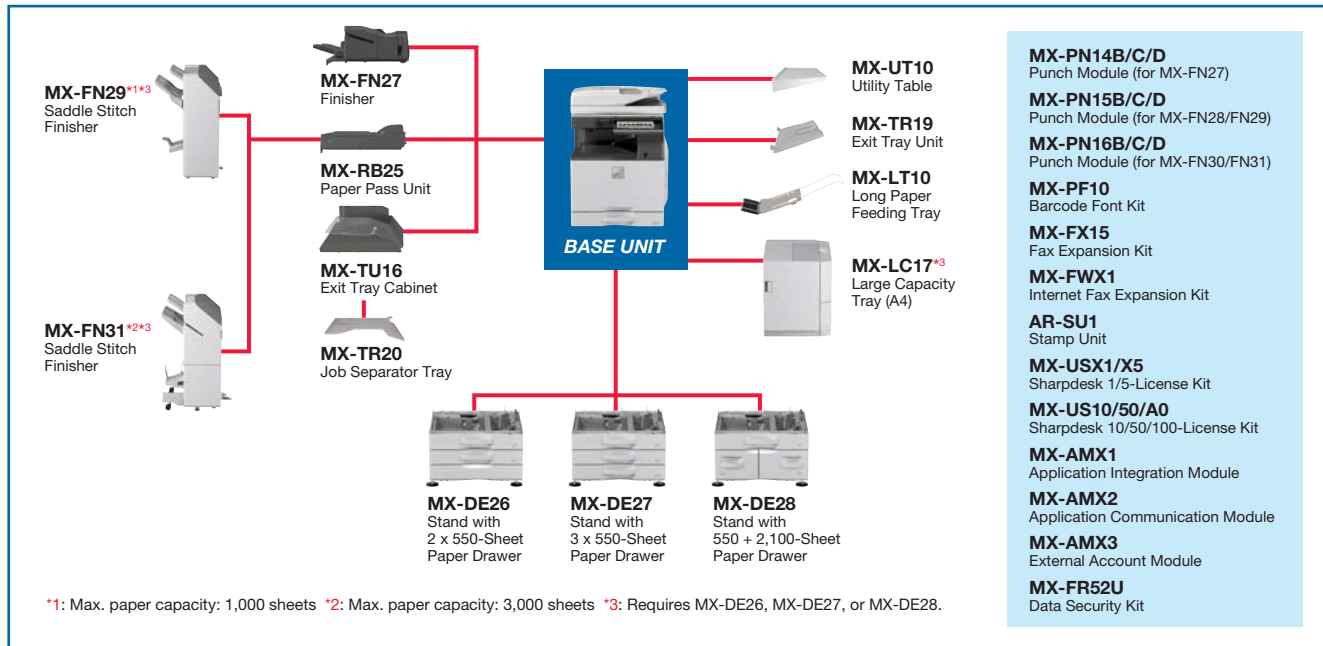 MX-FN29*1*3
Saddle Stitch
Finisher
MX-FN31*2*3
Saddle Stitch
Finisher
MX-FN27
Finisher
MX-RB25
Paper Pass Unit
MX-TU16
Exit Tray Cabinet
MX-TR20
Job Separator Tray
BASE UNIT
MX-UT10
Utility Table
MX-TR19
Exit Tray Unit
MX-LT10
Long Paper
Feeding Tray
MX-LC17*3
Large Capacity
Tray (A4)
MX-DE26
Stand with
2 x 550-Sheet
Paper Drawer
MX-DE27
Stand with
3 x 550-Sheet
Paper Drawer
MX-DE28
Stand with
550 + 2,100-Sheet
Paper Drawer
*1: Max. paper capacity: 1,000 sheets *2: Max. paper capacity: 3,000 sheets *3: Requires MX-DE26, MX-DE27, or MX-DE28.
MX-PN14B/C/D
Punch Module (for MX-FN27)
MX-PN15B/C/D
Punch Module (for MX-FN28/FN29)
MX-PN16B/C/D
Punch Module (for MX-FN30/FN31)
MX-PF10
Barcode Font Kit
MX-FX15
Fax Expansion Kit
MX-FWX1
Internet Fax Expansion Kit
AR-SU1
Stamp Unit
MX-USX1/X5
Sharpdesk 1/5-License Kit
MX-US10/50/A0
Sharpdesk 10/50/100-License Kit
MX-AMX1
Application Integration Module
MX-AMX2
Application Communication Module
MX-AMX3
External Account Module
MX-FR52U
Data Security Kit